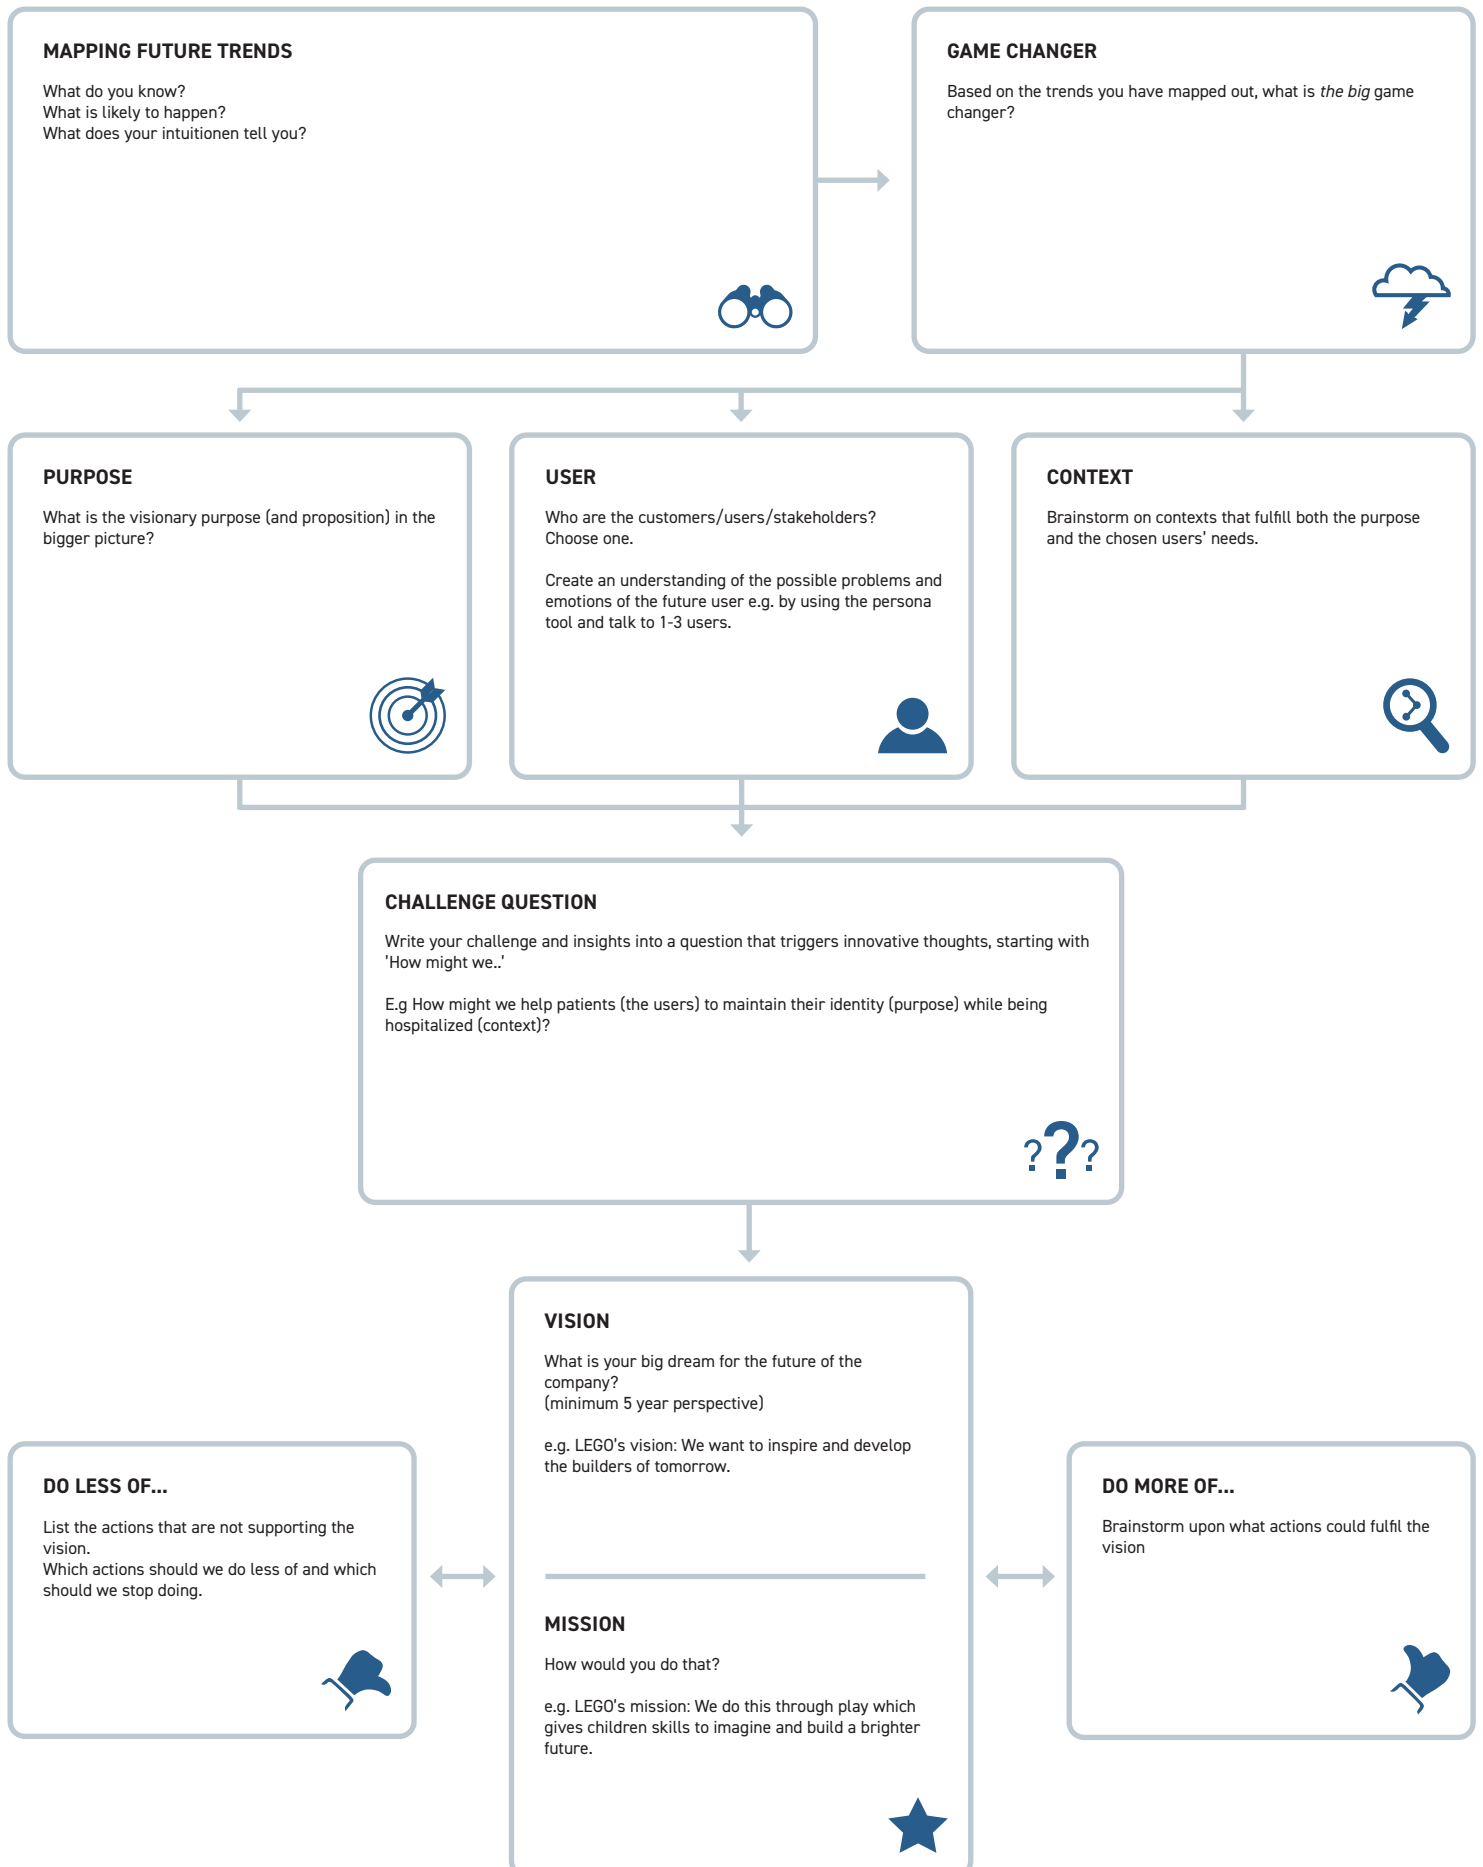 MAPPING FUTURE TRENDS
What do you know?
What is likely to happen?
What does your intuitionen tell you?
GAME CHANGER
Based on the trends you have mapped out, what is the big game
changer?
PURPOSE
What is the visionary purpose (and proposition) in the
bigger picture?
USER
Who are the customers/users/stakeholders?
Choose one.
Create an understanding of the possible problems and
emotions of the future user e.g. by using the persona
tool and talk to 1-3 users.
CONTEXT
Brainstorm on contexts that fulfill both the purpose
and the chosen users' needs.
CHALLENGE QUESTION
Write your challenge and insights into a question that triggers innovative thoughts, starting with
'How might we..'
E.g How might we help patients (the users) to maintain their identity (purpose) while being
hospitalized (context)?
???
VISION
What is your big dream for the future of the
company?
(minimum 5 year perspective)
e.g. LEGO's vision: We want to inspire and develop
the builders of tomorrow.
DO LESS OF...
List the actions that are not supporting the
vision.
Which actions should we do less of and which
should we stop doing.
MISSION
How would you do that?
e.g. LEGO's mission: We do this through play which
gives children skills to imagine and build a brighter
future.
DO MORE OF...
Brainstorm upon what actions could fulfil the
vision